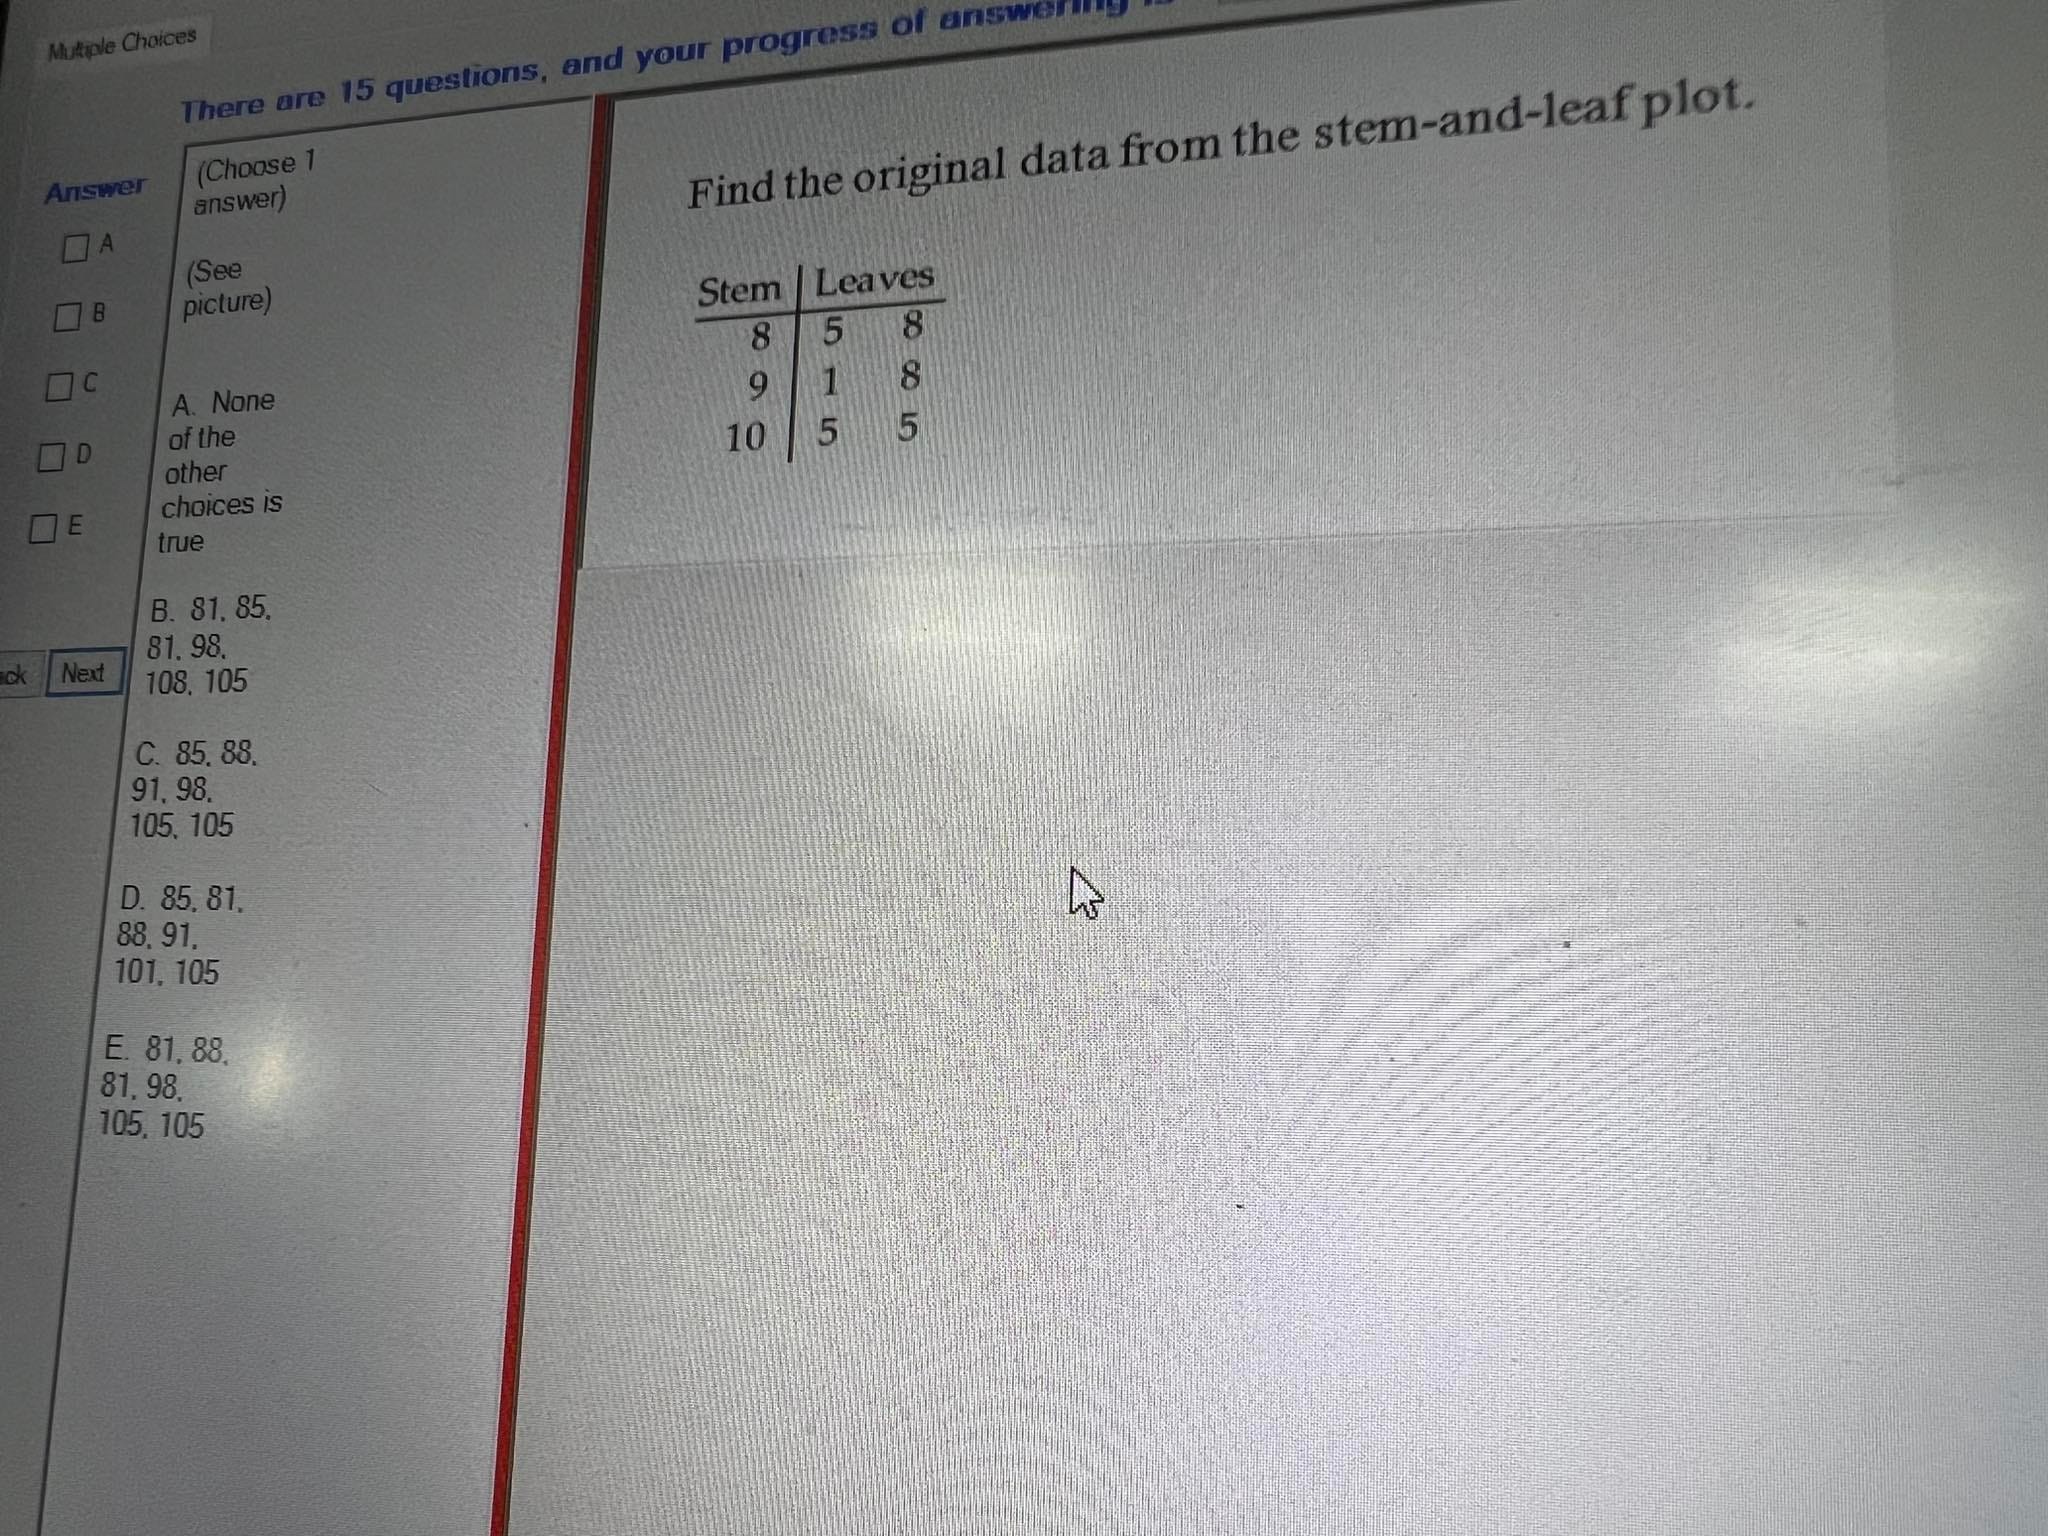 Multiple Choices
There are 15 questions, and your progress of answering
Answer
A
B
C
D
E
Next
(Choose 1
answer)
(See
picture)
A. None
of the
other
choices is
true
B. 81, 85,
81, 98,
108, 105
C. 85, 88,
91, 98,
105, 105
D. 85, 81,
88, 91,
101, 105
E. 81, 88,
81, 98,
105, 105
Find the original data from the stem-and-leaf plot.
Stem Leaves
8 5 8
9 1 8
10 5 5